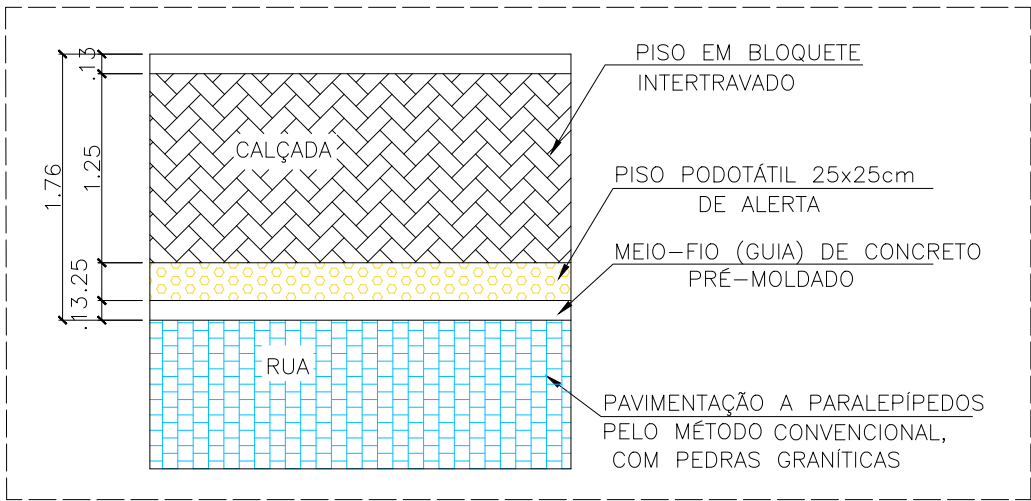 PISO EM BLOQUETE
INTERTRAVADO
.13
CALÇADA
1.25
1.76
PISO PODOTÁTIL 25x25cm
DE ALERTA
MEIO-FIO (GUIA) DE CONCRETO
PRÉ-MOLDADO
.25
.13
RUA
PAVIMENTAÇÃO A PARALEPÍPEDOS
PELO MÉTODO CONVENCIONAL,
COM PEDRAS GRANÍTICAS